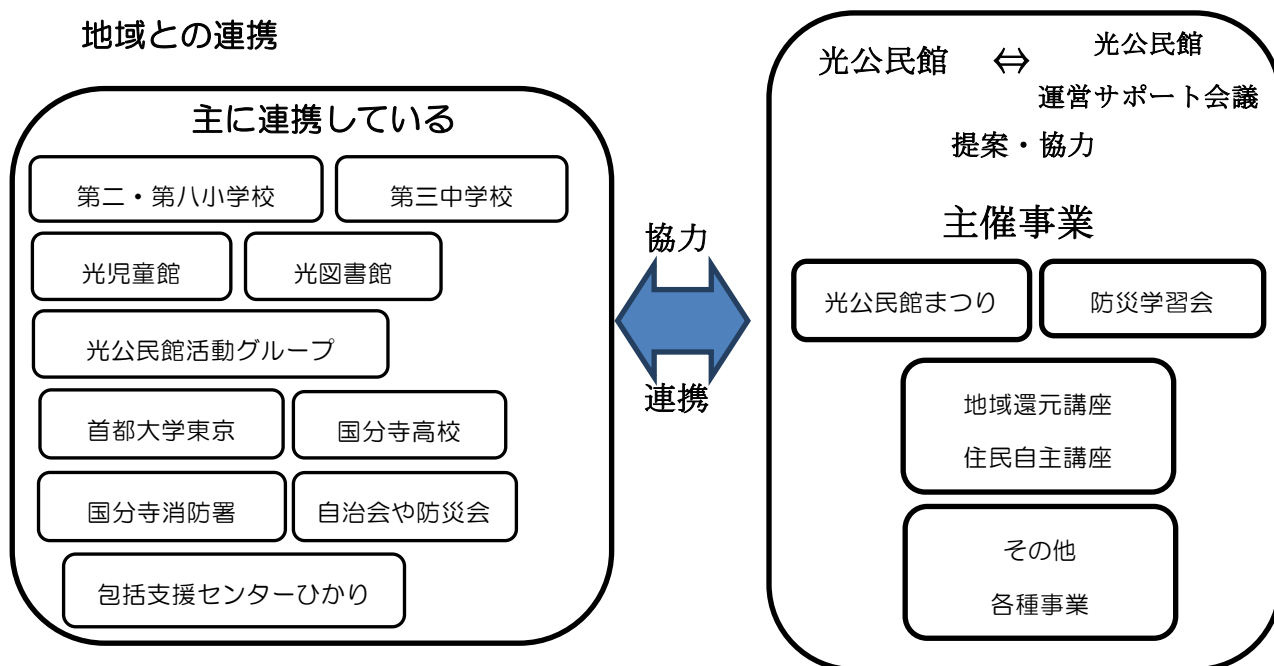 地域との連携
主に連携している
第二・第八小学校
第三中学校
光児童館
光図書館
光公民館活動グループ
首都大学東京
国分寺高校
国分寺消防署
自治会や防災会
包括支援センターひかり
協力
連携
光公民館 ⇔ 光公民館
運営サポート会議
提案・協力
主催事業
光公民館まつり
防災学習会
地域還元講座
住民自主講座
その他
各種事業